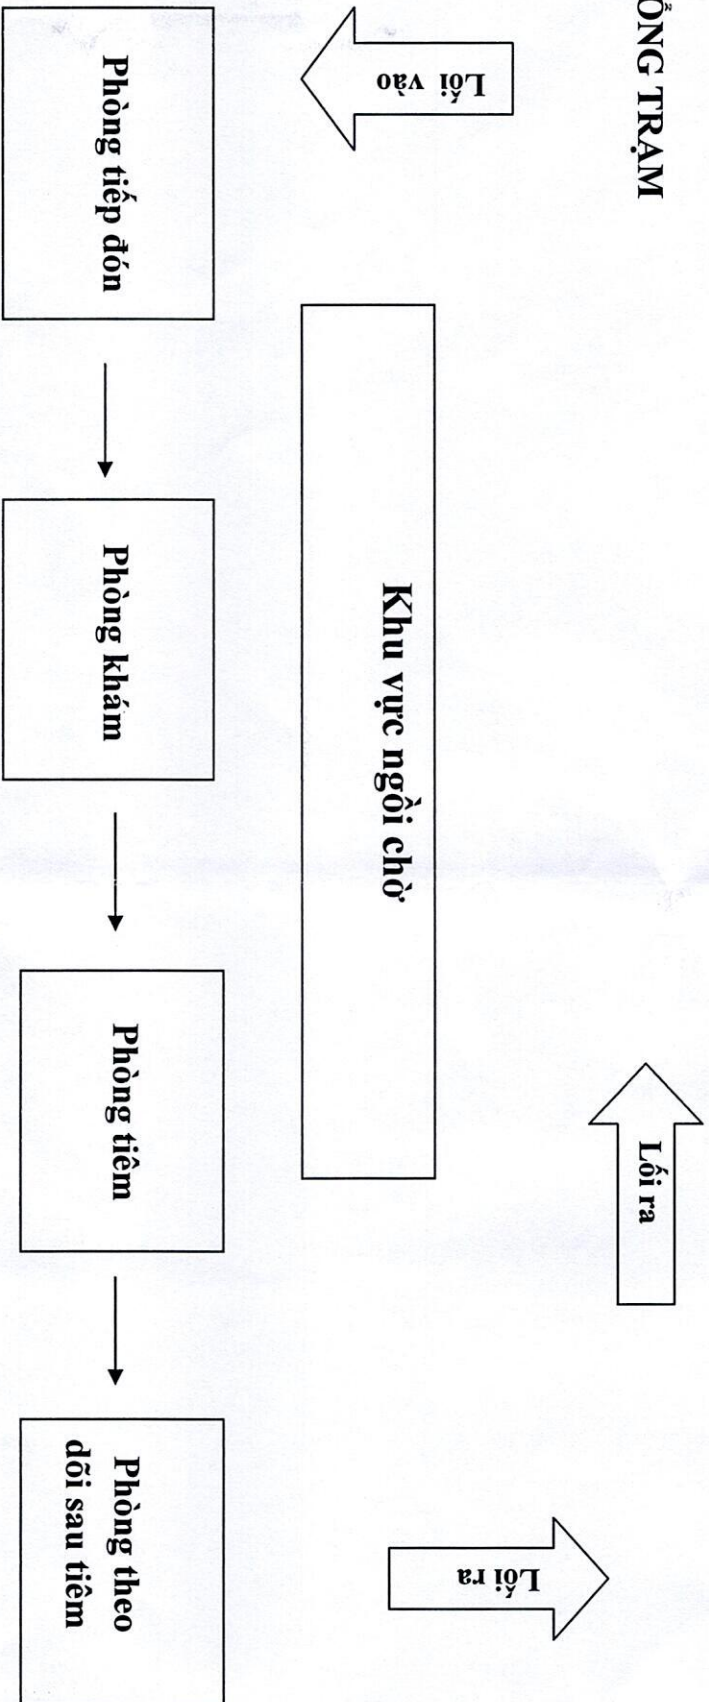 TRẠM
Lối ra
Lối vào
Lối ra
Khu vực ngồi chờ
Phòng tiếp đón
Phòng khám
Phòng tiêm
Phòng theo
dõi sau tiêm